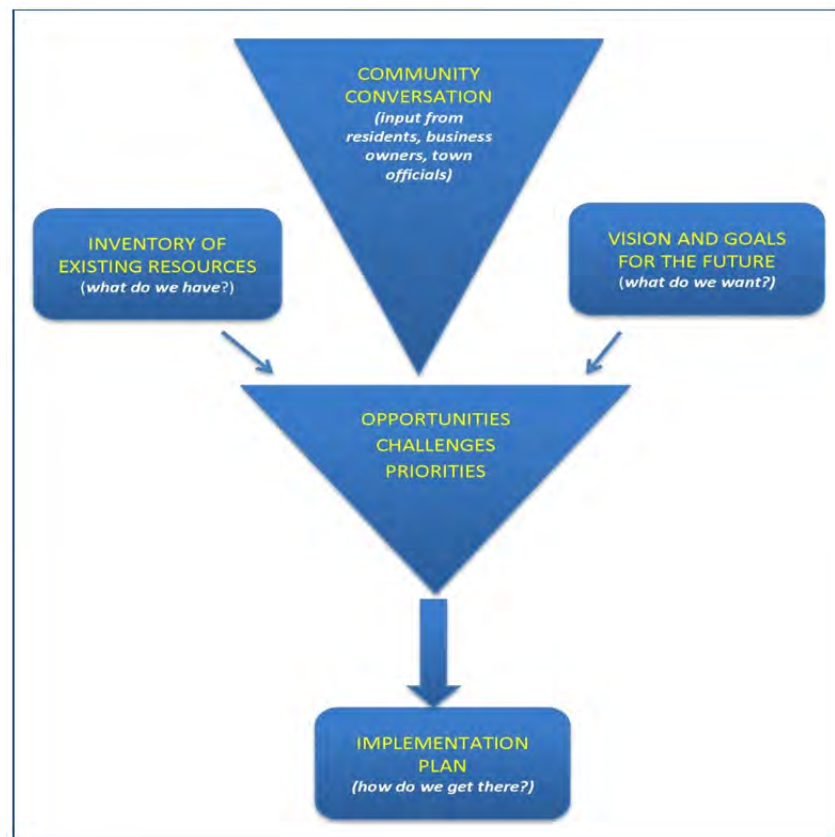 COMMUNITY
CONVERSATION
(input from
residents, business
owners, town
officials)
INVENTORY OF
EXISTING RESOURCES
(what do we have?)
VISION AND GOALS
FOR THE FUTURE
(what do we want?)
OPPORTUNITIES
CHALLENGES
PRIORITIES
IMPLEMENTATION
PLAN
(how do we get there?)